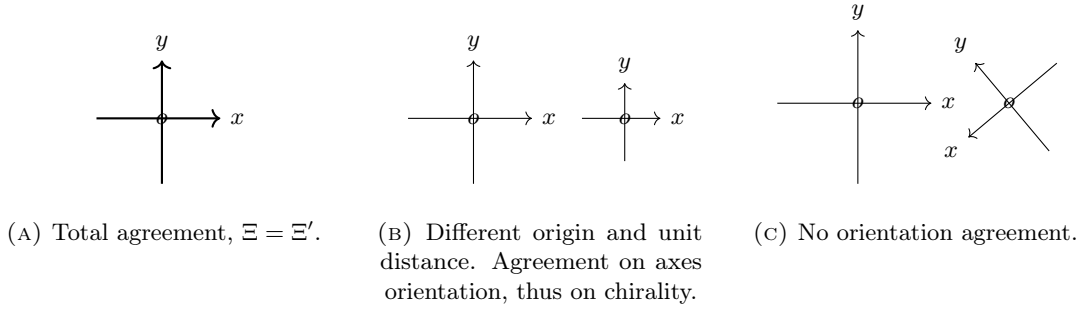 y
x
o
y
x
o
y
x
o
y
x
o
y
x
o
(A) Total agreement, Ξ = Ξ′.
(B) Different origin and unit
distance. Agreement on axes
orientation, thus on chirality.
(C) No orientation agreement.